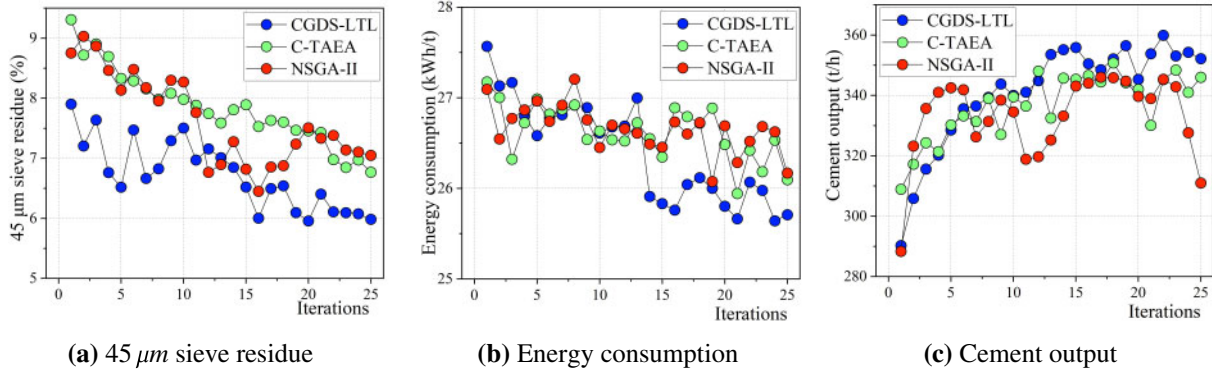 CGDS-LTL
C-TAEA
NSGA-II
45 μm sieve residue (%)
9
8
7
6
5
0 5 10 15 20 25
Iterations
(a) 45 μm sieve residue
CGDS-LTL
C-TAEA
NSGA-II
Energy consumption (kWh/t)
28
27
26
25
0 5 10 15 20 25
Iterations
(b) Energy consumption
CGDS-LTL
C-TAEA
NSGA-II
Cement output (t/h)
360
340
320
300
280
0 5 10 15 20 25
Iterations
(c) Cement output